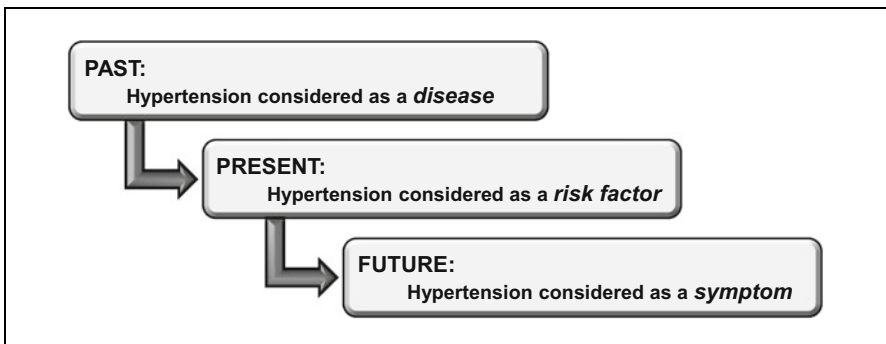 PAST:
Hypertension considered as a disease
PRESENT:
Hypertension considered as a risk factor
FUTURE:
Hypertension considered as a symptom